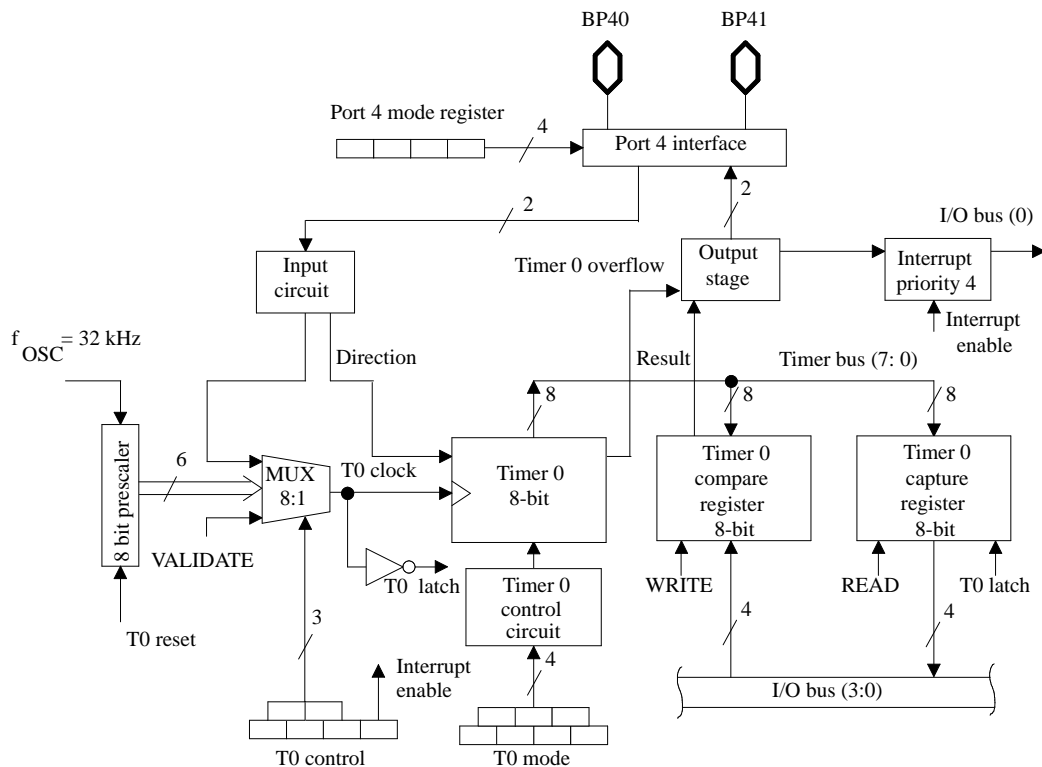 BP40
BP41
Port 4 mode register
4
Port 4 interface
2
2
I/O bus (0)
Input
circuit
Timer 0 overflow
Output
stage
Interrupt
priority 4
Interrupt
enable
f OSC = 32 kHz
Direction
Result
Timer bus (7: 0)
8
8
8
8 bit prescaler
6
MUX
8:1
T0 clock
Timer 0
8-bit
Timer 0
compare
register
8-bit
Timer 0
capture
register
8-bit
VALIDATE
T0 latch
Timer 0
control
circuit
WRITE
READ
T0 latch
T0 reset
3
4
4
4
Interrupt
enable
I/O bus (3:0)
T0 control
T0 mode